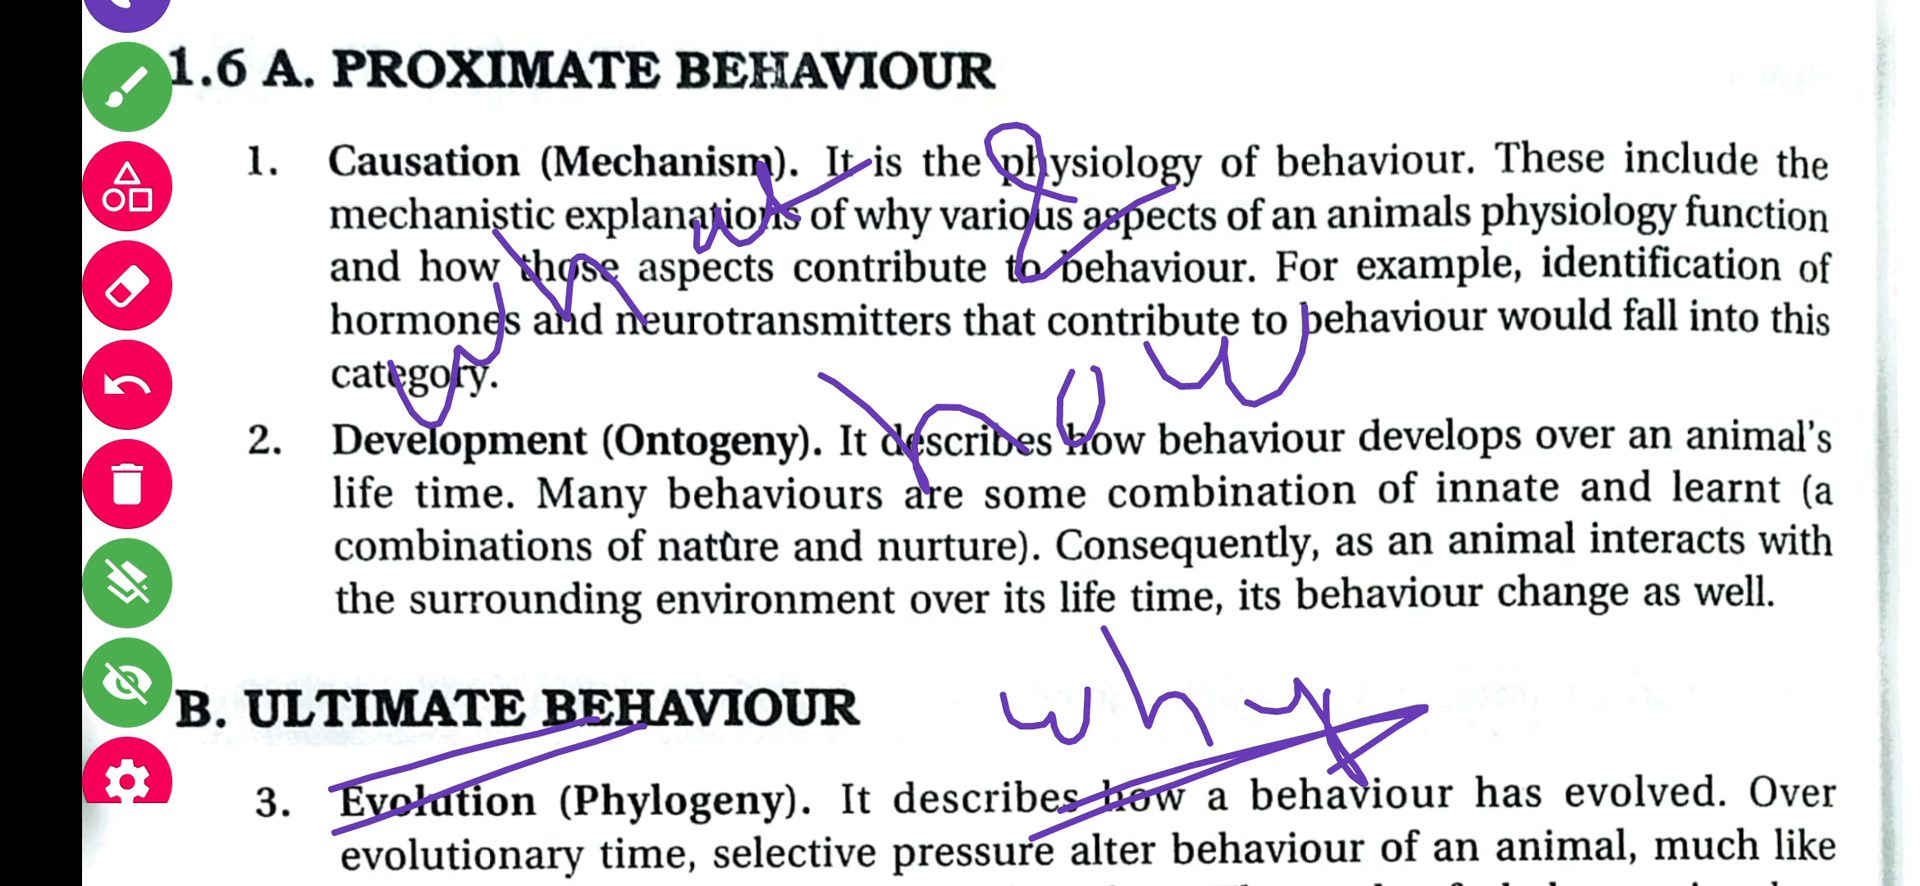 1.6 A. PROXIMATE BEHAVIOUR
1. Causation (Mechanism). It is the physiology of behaviour. These include the
mechanistic explanations of why various aspects of an animals physiology function
and how those aspects contribute to behaviour. For example, identification of
hormones and neurotransmitters that contribute to behaviour would fall into this
category.
what &
how
2. Development (Ontogeny). It describes how behaviour develops over an animal's
life time. Many behaviours are some combination of innate and learnt (a
combinations of nature and nurture). Consequently, as an animal interacts with
the surrounding environment over its life time, its behaviour change as well.
why
B. ULTIMATE BEHAVIOUR
3. Evolution (Phylogeny). It describes how a behaviour has evolved. Over
evolutionary time, selective pressure alter behaviour of an animal, much like